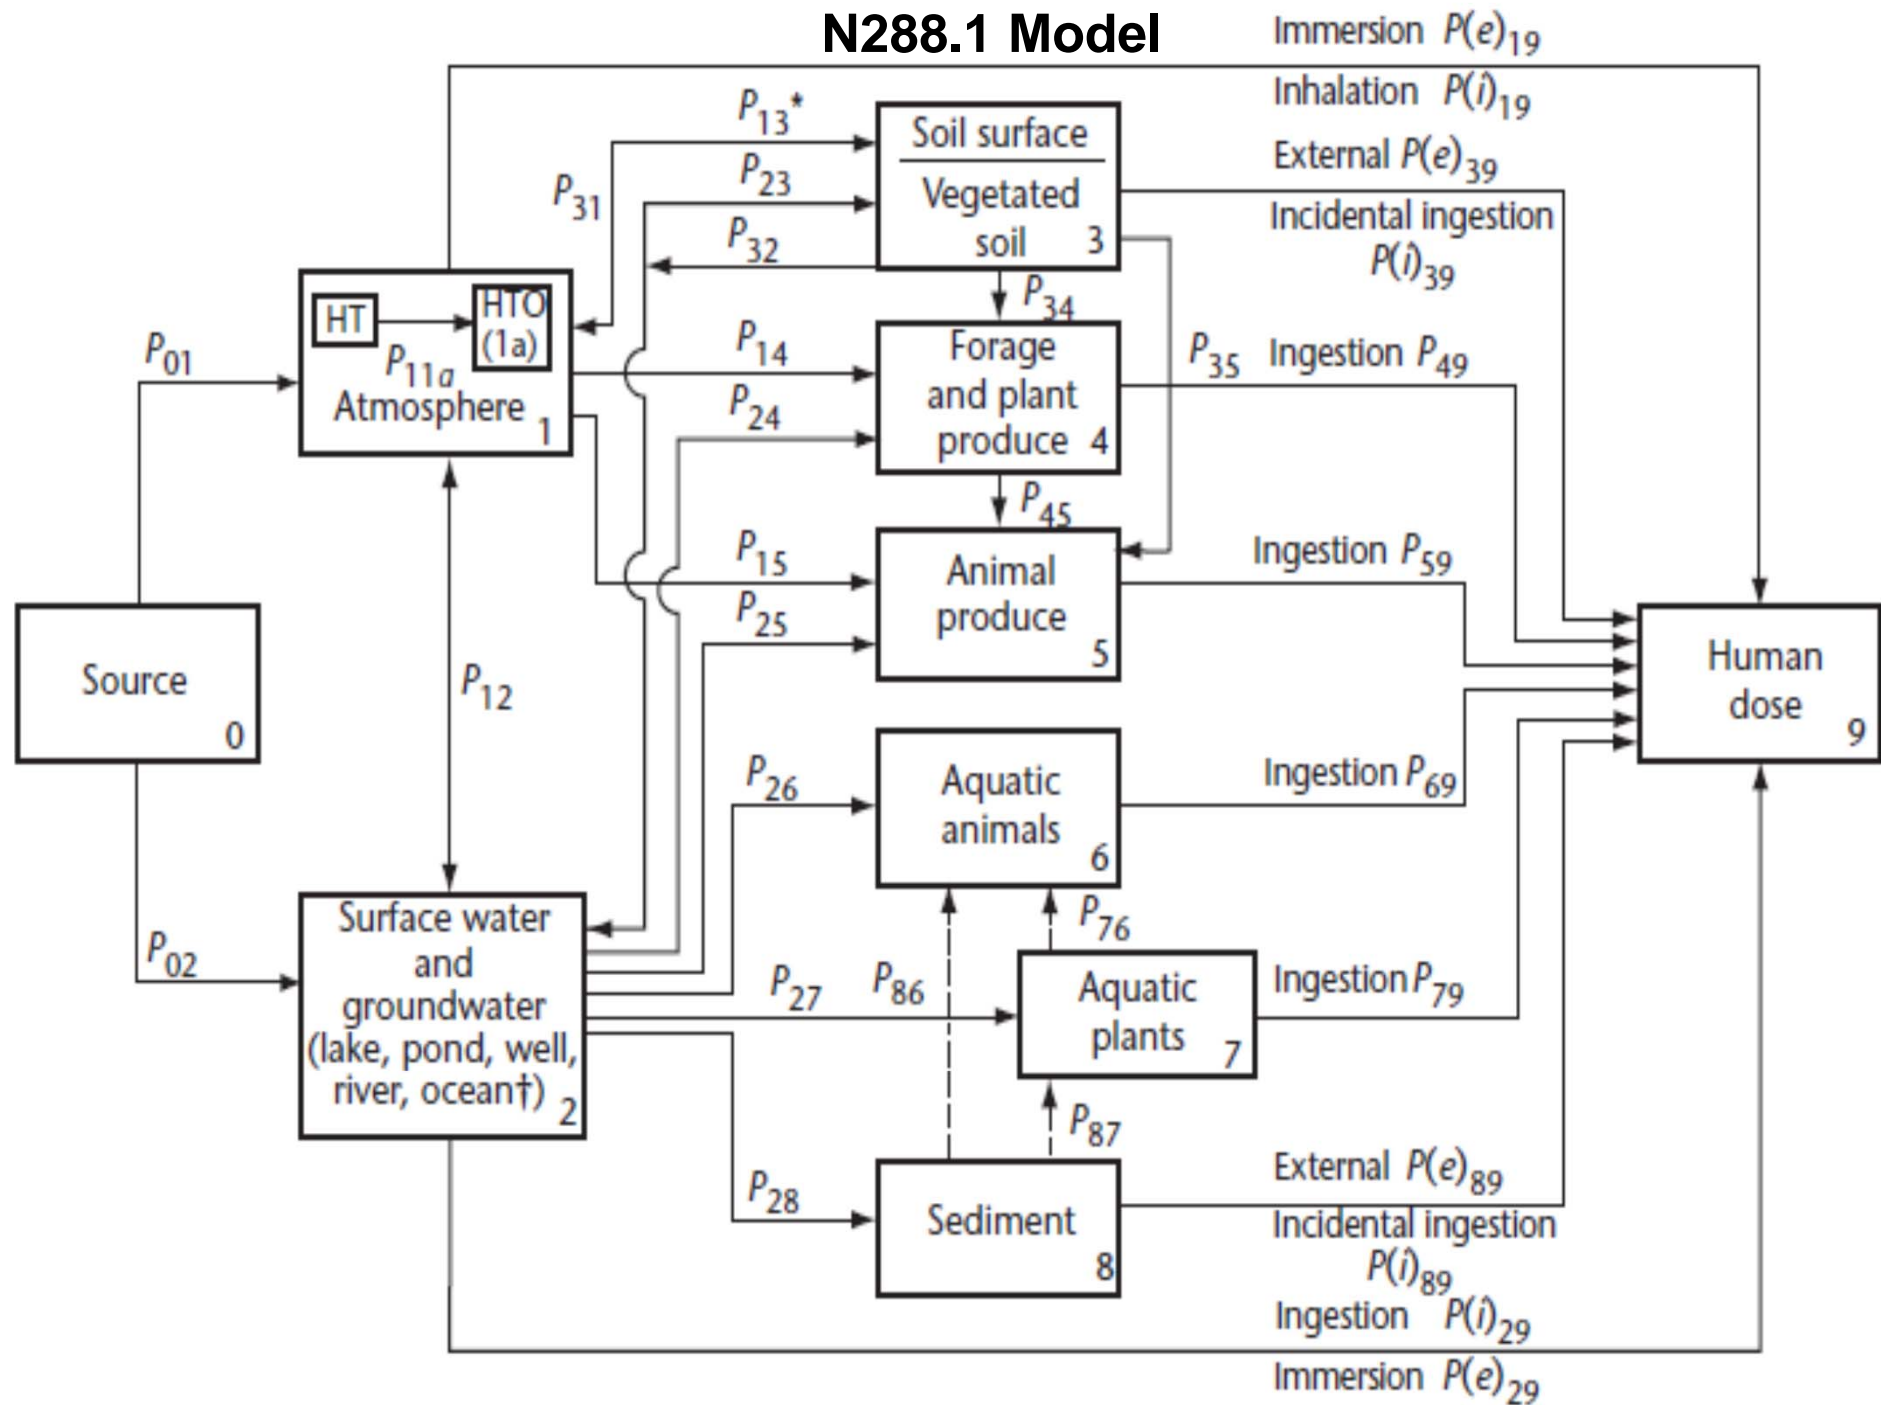 N288.1 Model
Immersion P(e)19
Inhalation P(i)19
P13*
Soil surface
Vegetated
soil 3
P23
P31
P32
External P(e)39
Incidental ingestion
P(i)39
P34
HT
HTO
(1a)
P11a
Atmosphere 1
P01
P14
P24
Forage
and plant
produce 4
P35
Ingestion P49
P45
P15
P25
Animal
produce
5
Ingestion P59
Source
0
P12
Human
dose
9
P26
Aquatic
animals
6
Ingestion P69
P02
Surface water
and
groundwater
(lake, pond, well,
river, ocean†) 2
P76
P27
P86
Aquatic
plants 7
Ingestion P79
P87
P28
Sediment
8
External P(e)89
Incidental ingestion
P(i)89
Ingestion P(i)29
Immersion P(e)29